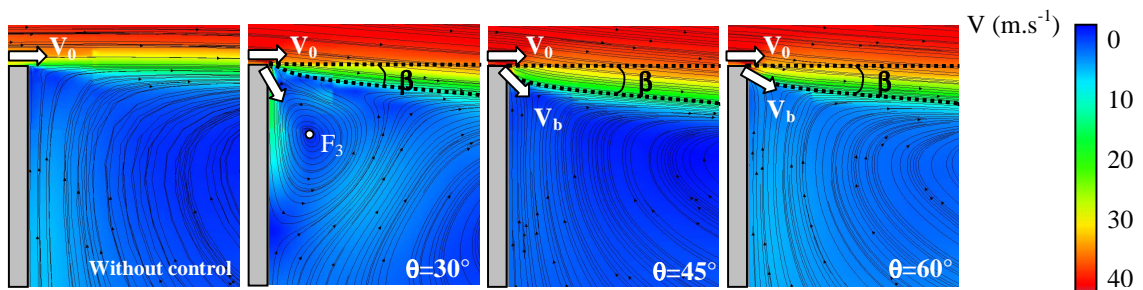 V₀
Without control
V₀
β
F₃
θ=30°
V₀
β
V_b
θ=45°
V₀
β
V_b
θ=60°
V (m.s⁻¹)
0
10
20
30
40